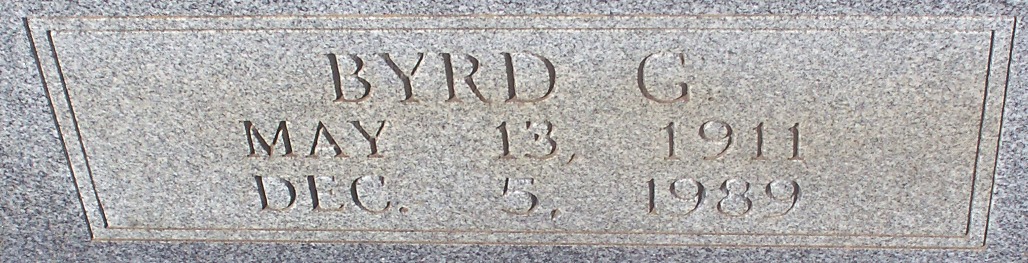 BYRD G.
MAY 13, 1911
DEC. 5, 1989